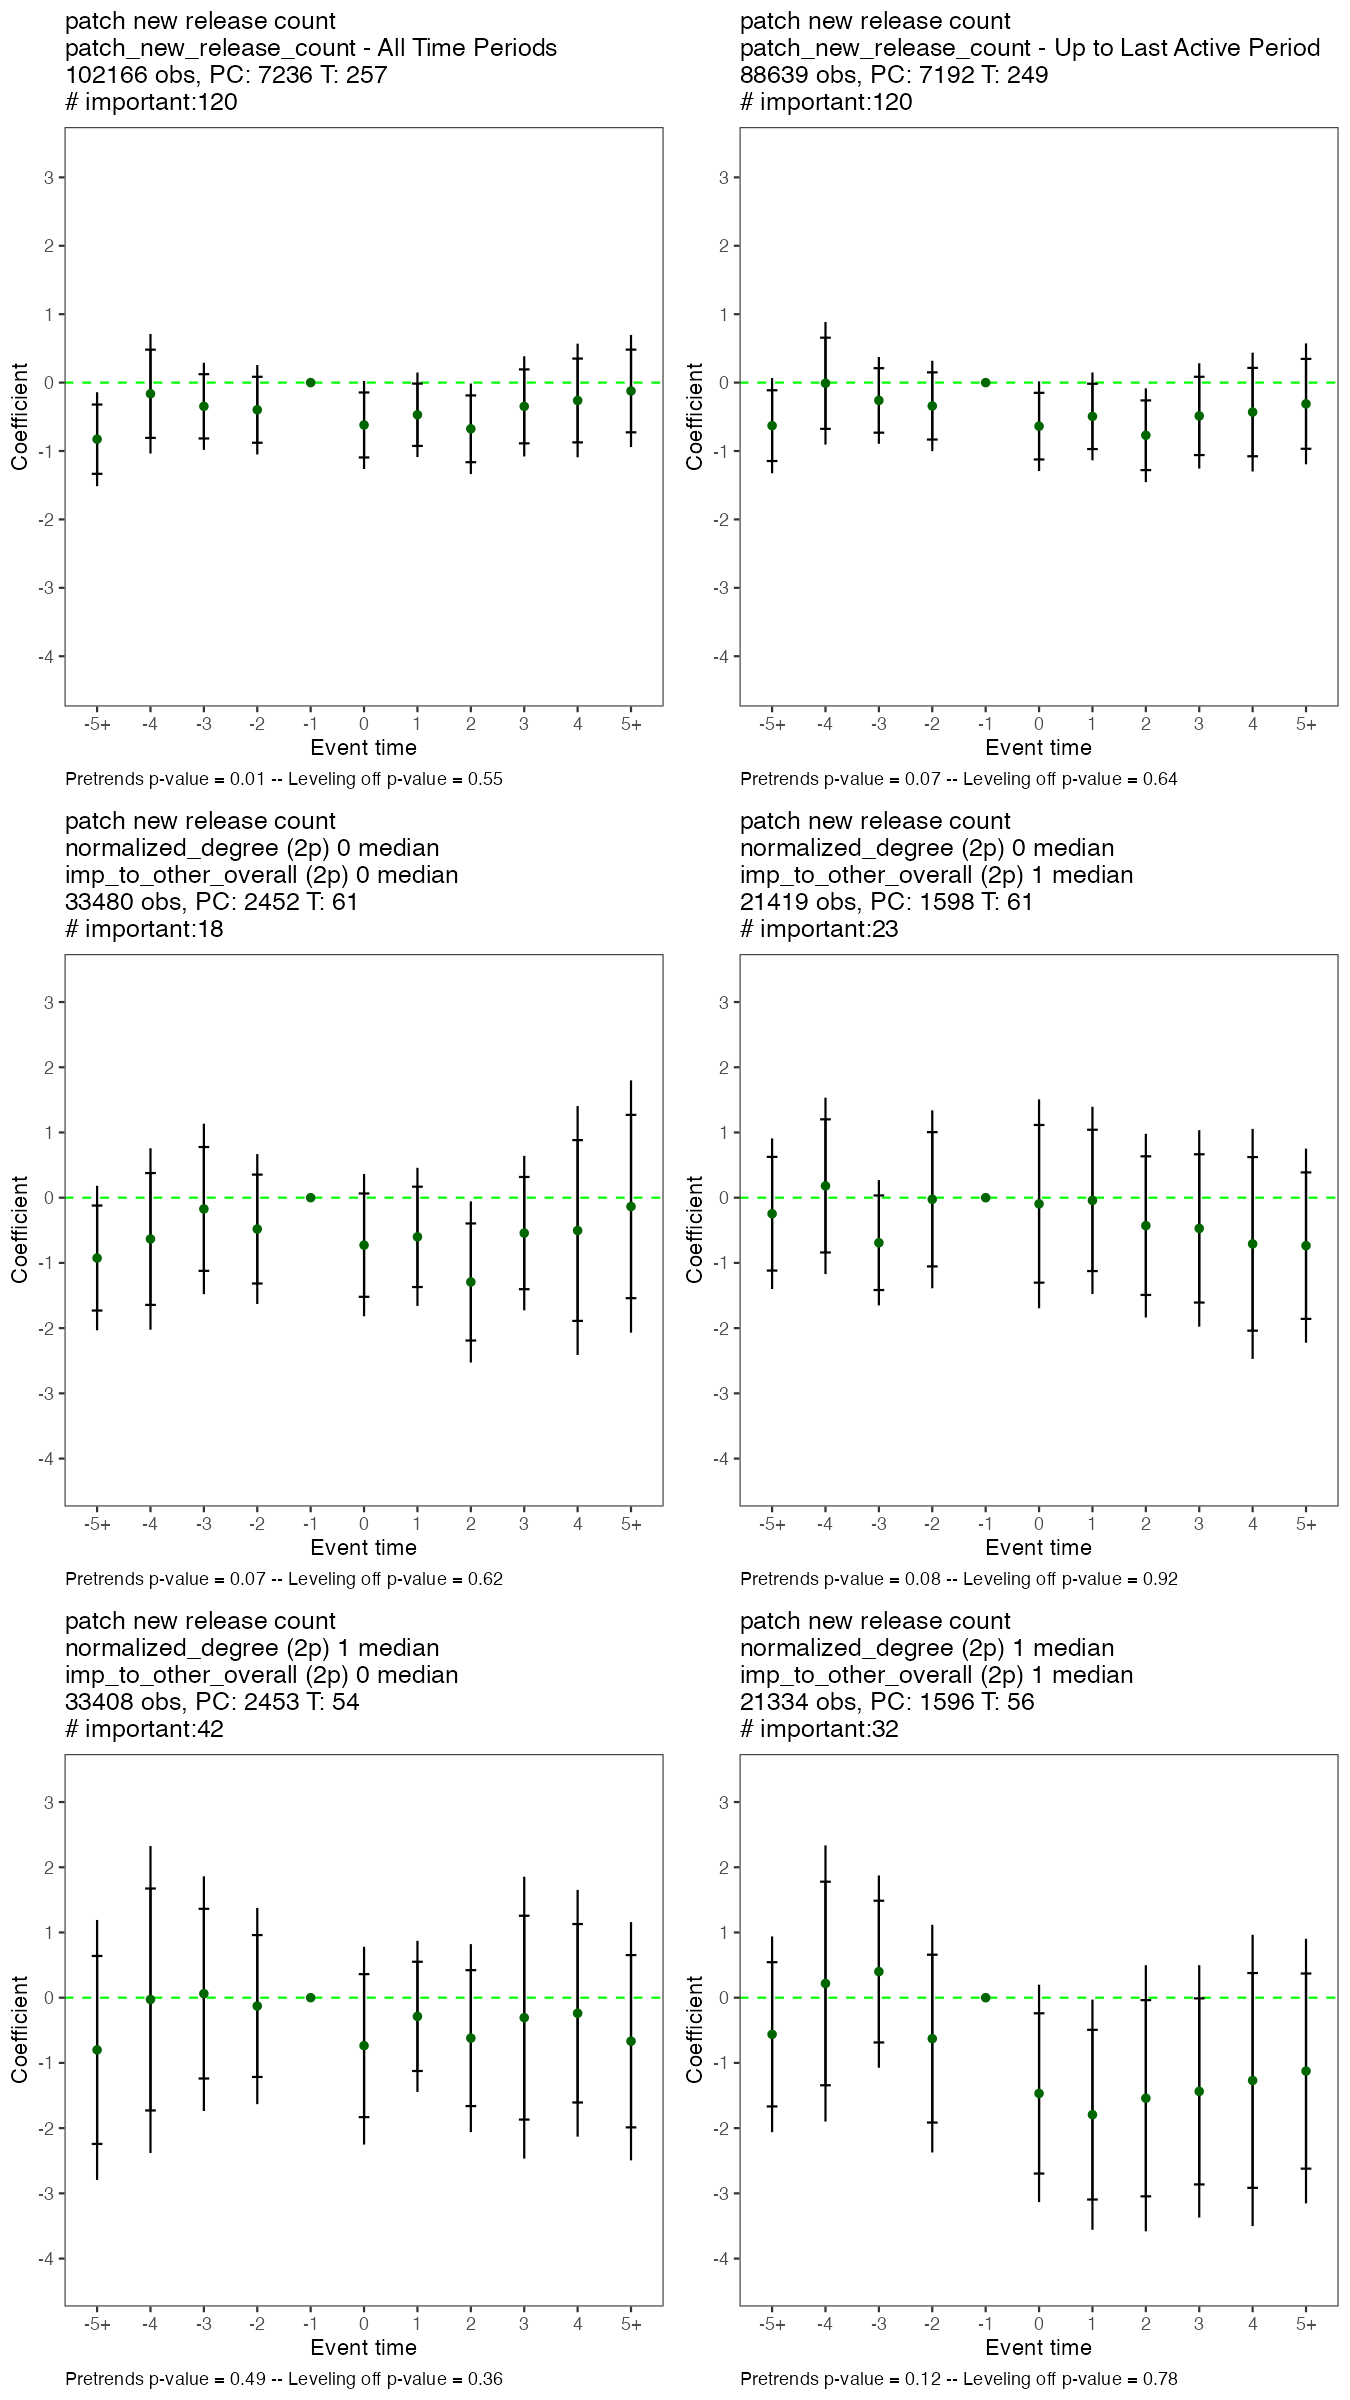 patch new release count
patch_new_release_count - All Time Periods
102166 obs, PC: 7236 T: 257
# important:120
3
2
1
0
-1
-2
-3
-4
Coefficient
-5+ -4 -3 -2 -1 0 1 2 3 4 5+
Event time
Pretrends p-value = 0.01 -- Leveling off p-value = 0.55
patch new release count
patch_new_release_count - Up to Last Active Period
88639 obs, PC: 7192 T: 249
# important:120
3
2
1
0
-1
-2
-3
-4
Coefficient
-5+ -4 -3 -2 -1 0 1 2 3 4 5+
Event time
Pretrends p-value = 0.07 -- Leveling off p-value = 0.64
patch new release count
normalized_degree (2p) 0 median
imp_to_other_overall (2p) 0 median
33480 obs, PC: 2452 T: 61
# important:18
3
2
1
0
-1
-2
-3
-4
Coefficient
-5+ -4 -3 -2 -1 0 1 2 3 4 5+
Event time
Pretrends p-value = 0.07 -- Leveling off p-value = 0.62
patch new release count
normalized_degree (2p) 0 median
imp_to_other_overall (2p) 1 median
21419 obs, PC: 1598 T: 61
# important:23
3
2
1
0
-1
-2
-3
-4
Coefficient
-5+ -4 -3 -2 -1 0 1 2 3 4 5+
Event time
Pretrends p-value = 0.08 -- Leveling off p-value = 0.92
patch new release count
normalized_degree (2p) 1 median
imp_to_other_overall (2p) 0 median
33408 obs, PC: 2453 T: 54
# important:42
3
2
1
0
-1
-2
-3
-4
Coefficient
-5+ -4 -3 -2 -1 0 1 2 3 4 5+
Event time
Pretrends p-value = 0.49 -- Leveling off p-value = 0.36
patch new release count
normalized_degree (2p) 1 median
imp_to_other_overall (2p) 1 median
21334 obs, PC: 1596 T: 56
# important:32
3
2
1
0
-1
-2
-3
-4
Coefficient
-5+ -4 -3 -2 -1 0 1 2 3 4 5+
Event time
Pretrends p-value = 0.12 -- Leveling off p-value = 0.78